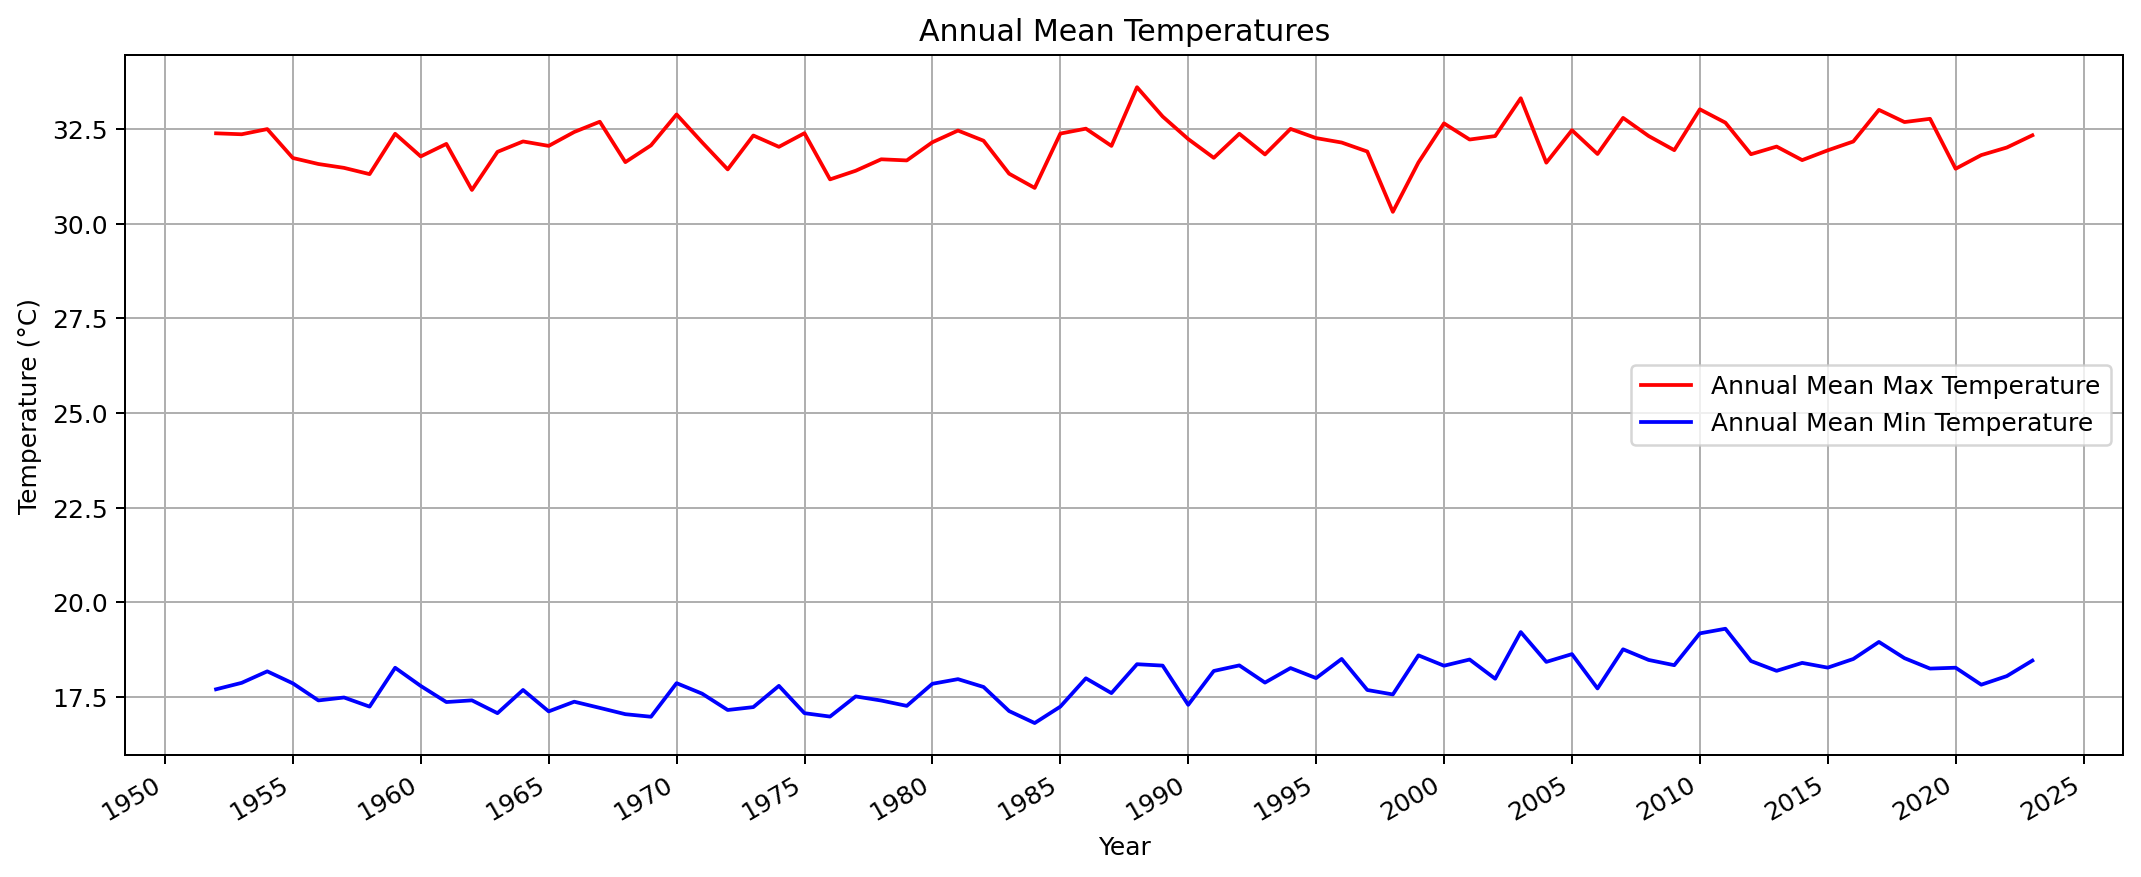 Annual Mean Temperatures
Temperature (°C)
32.5
30.0
27.5
25.0
22.5
20.0
17.5
Annual Mean Max Temperature
Annual Mean Min Temperature
1950 1955 1960 1965 1970 1975 1980 1985 1990 1995 2000 2005 2010 2015 2020 2025
Year